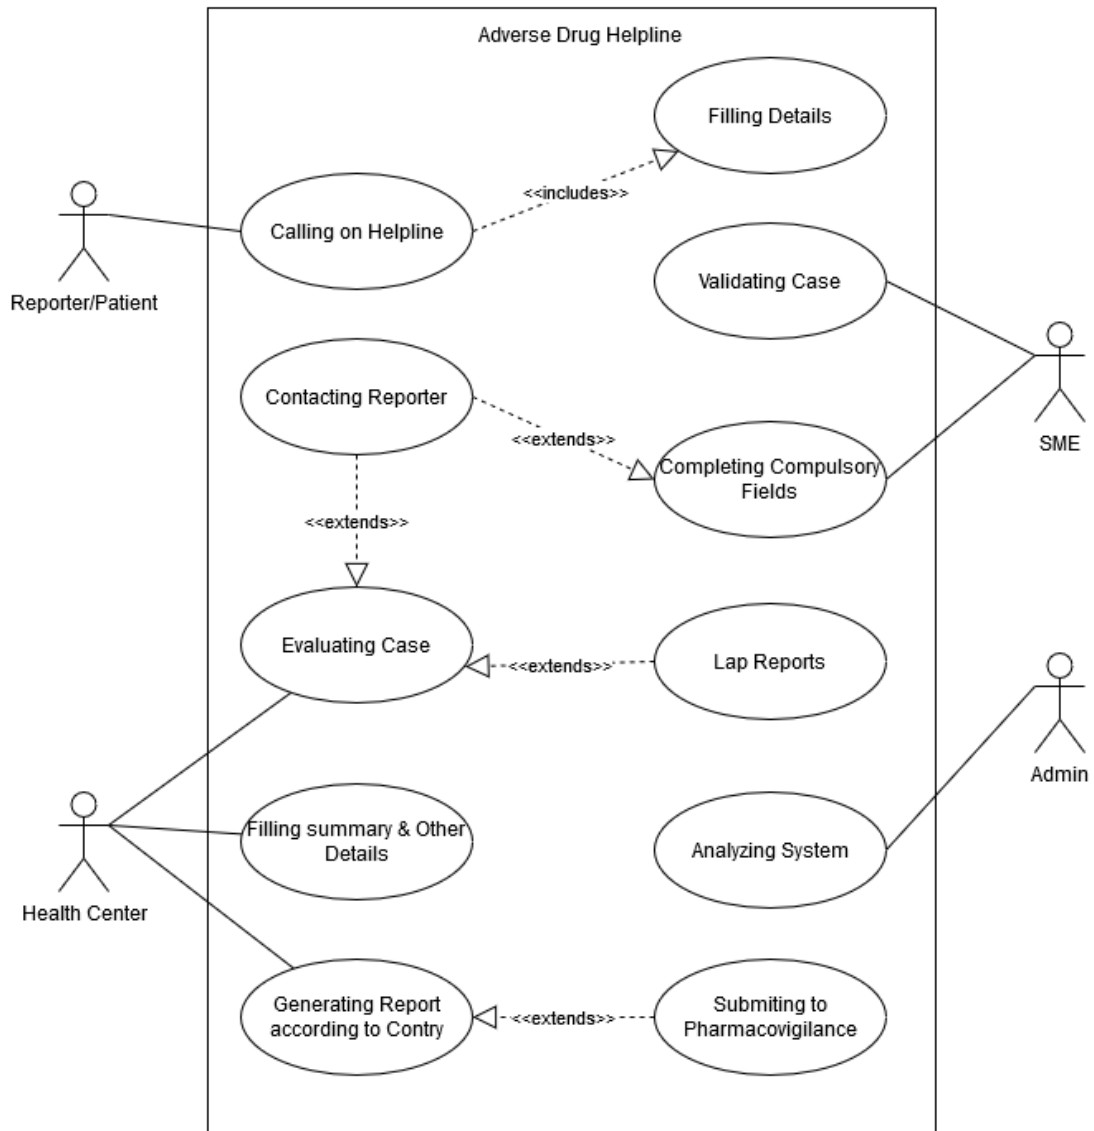 Adverse Drug Helpline
Filling Details
<<includes>>
Calling on Helpline
Reporter/Patient
Validating Case
Contacting Reporter
<<extends>>
Completing Compulsory
Fields
SME
<<extends>>
Evaluating Case
<<extends>>
Lap Reports
Admin
Filling summary & Other
Details
Analyzing System
Health Center
Generating Report
according to Contry
<<extends>>
Submiting to
Pharmacovigilance